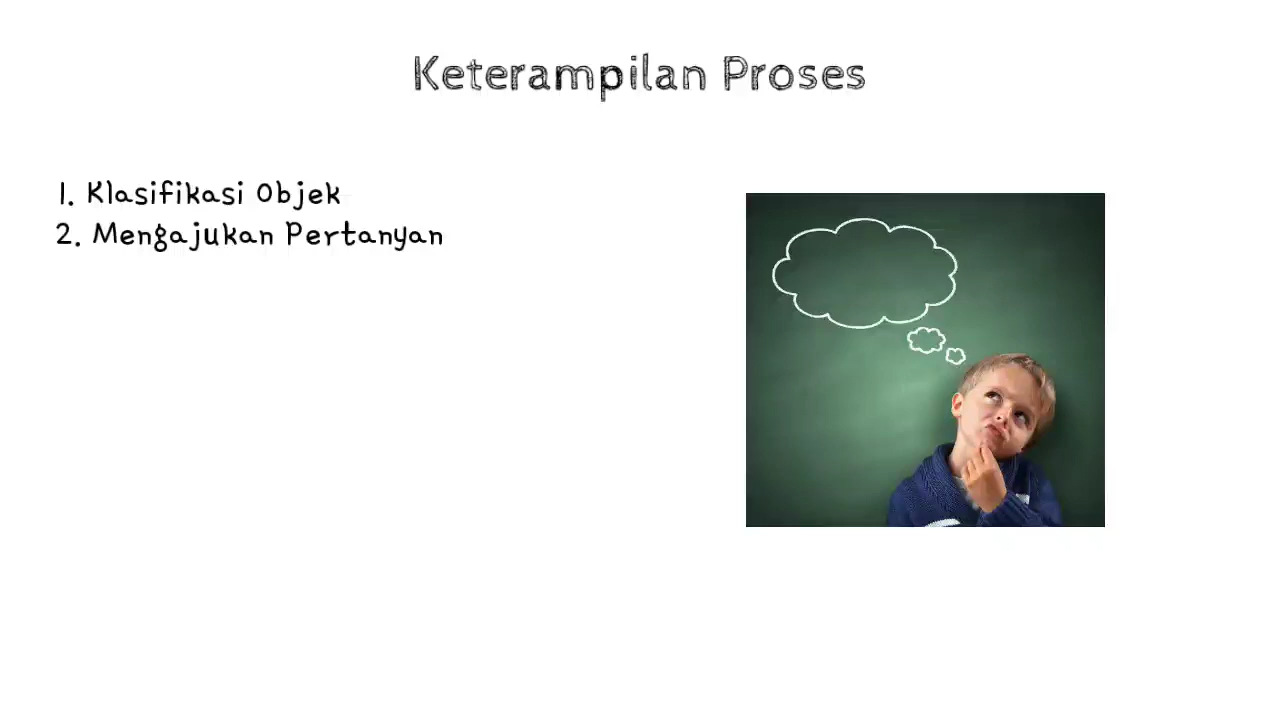 Keterampilan Proses
1. Klasifikasi Objek
2. Mengajukan Pertanyan